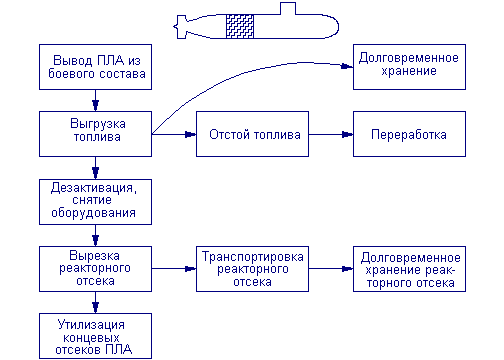 Вывод ПЛА из
боевого состава
Долговременное
хранение
Выгрузка
топлива
Отстой топлива
Переработка
Дезактивация,
снятие
оборудования
Вырезка
реакторного
отсека
Транспортировка
реакторного
отсека
Долговременное
хранение реак-
торного отсека
Утилизация
концевых
отсеков ПЛА